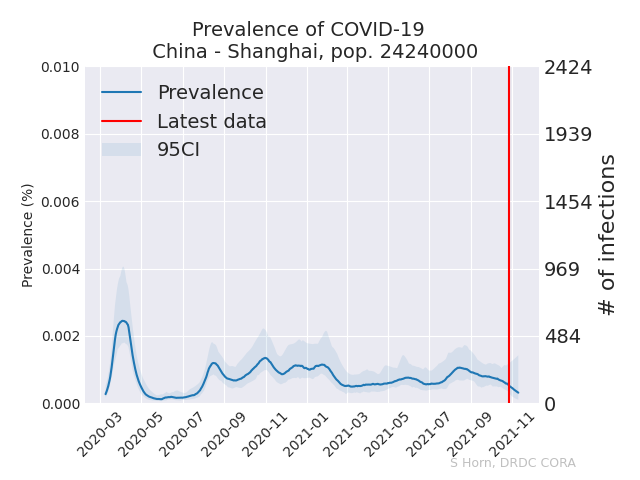 Prevalence of COVID-19
China - Shanghai, pop. 24240000
Prevalence
Latest data
95CI
Prevalence (%)
0.010
0.008
0.006
0.004
0.002
0.000
2424
1939
1454
969
484
0
# of infections
2020-03
2020-05
2020-07
2020-09
2020-11
2021-01
2021-03
2021-05
2021-07
2021-09
2021-11
S Horn, DRDC CORA